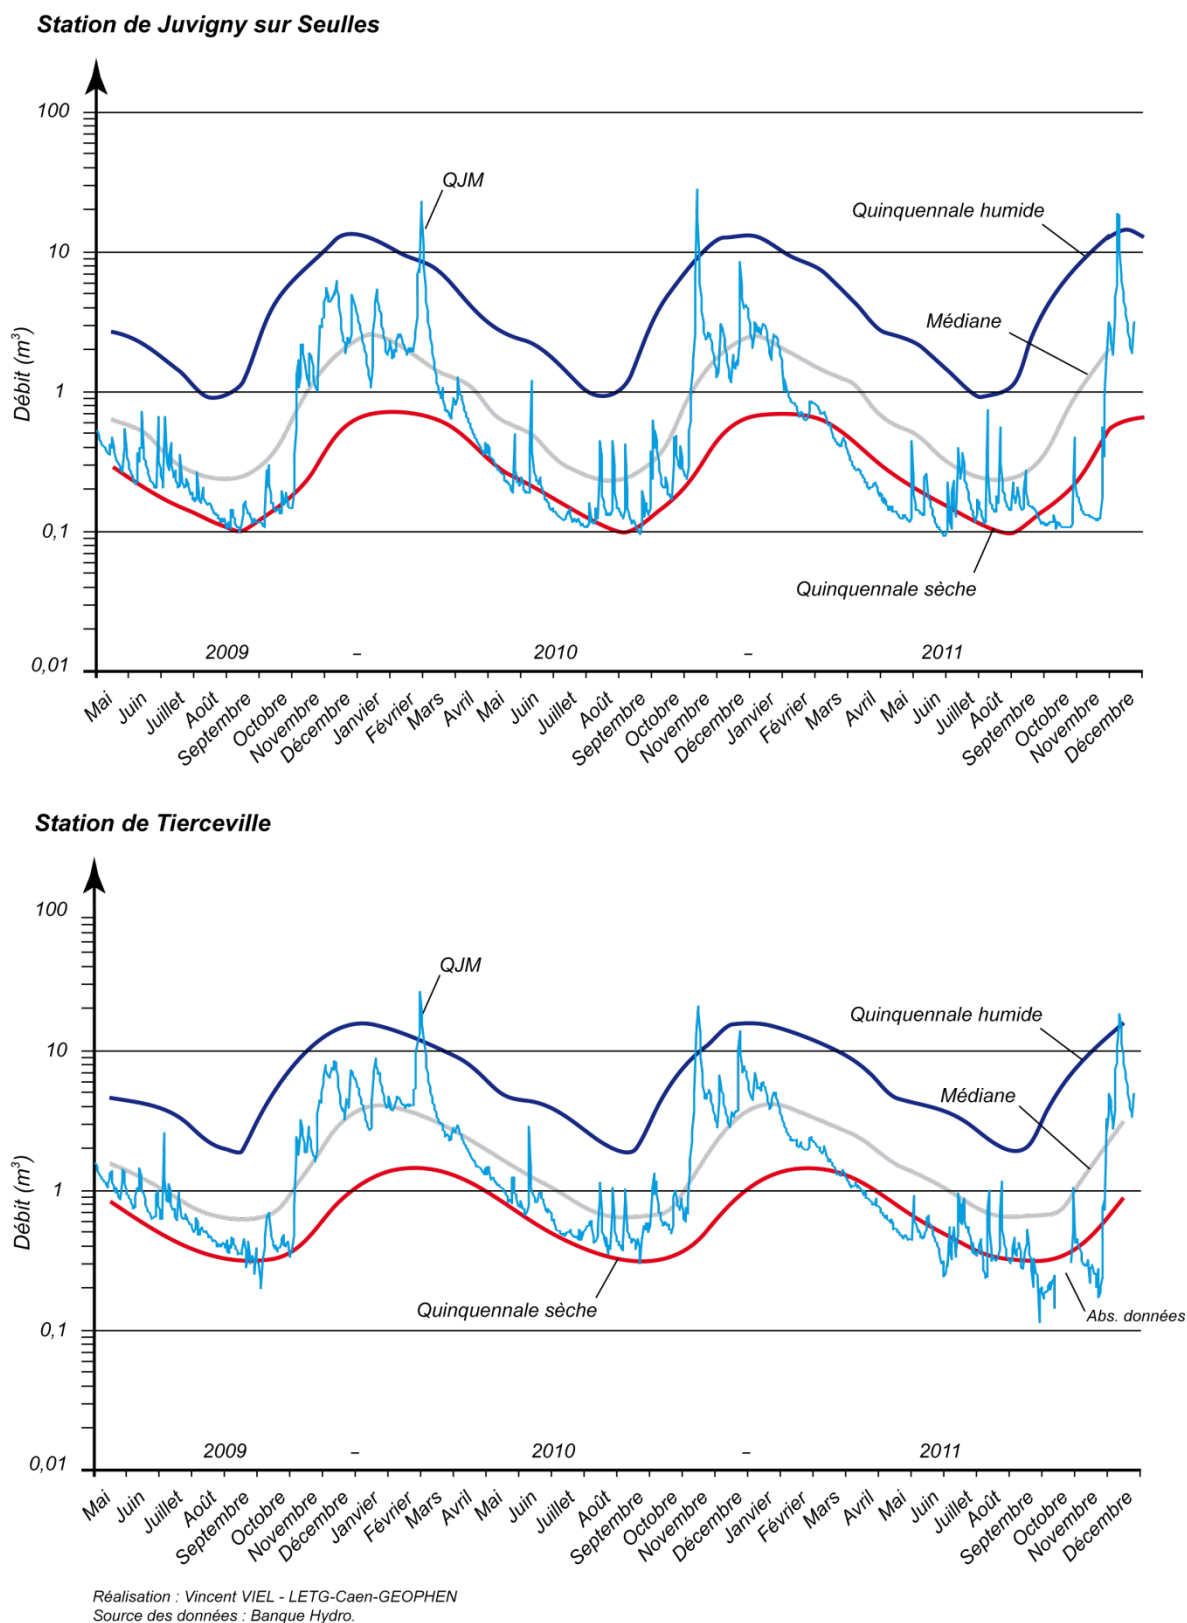 Station de Juvigny sur Seulles
100
QJM
Quinquennale humide
10
Médiane
Débit (m³)
1
0,1
Quinquennale sèche
2009 – 2010 – 2011
0,01
Mai Juin Juillet Août Septembre Octobre Novembre Décembre Janvier Février Mars Avril Mai Juin Juillet Août Septembre Octobre Novembre Décembre Janvier Février Mars Avril Mai Juin Juillet Août Septembre Octobre Novembre Décembre
Station de Tierceville
100
QJM
Quinquennale humide
10
Médiane
Débit (m³)
1
Quinquennale sèche
Abs. données
0,1
2009 – 2010 – 2011
0,01
Mai Juin Juillet Août Septembre Octobre Novembre Décembre Janvier Février Mars Avril Mai Juin Juillet Août Septembre Octobre Novembre Décembre Janvier Février Mars Avril Mai Juin Juillet Août Septembre Octobre Novembre Décembre
Réalisation : Vincent VIEL - LETG-Caen-GEOPHEN
Source des données : Banque Hydro.